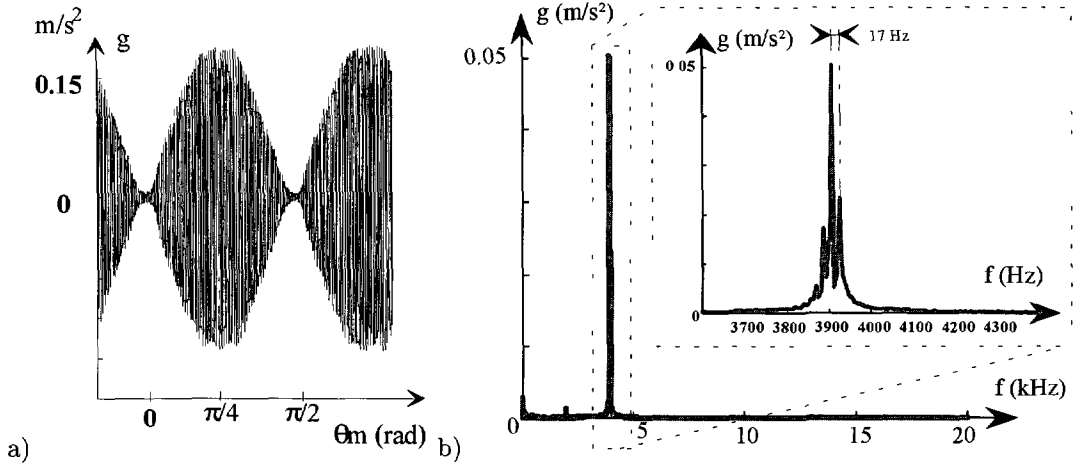 m/s²
g
0.15
0
0
π/4
π/2
θm (rad)
a)
g (m/s²)
0.05
0
5
10
15
20
f (kHz)
b)
g (m/s²)
17 Hz
0 05
0
3700 3800 3900 4000 4100 4200 4300
f (Hz)